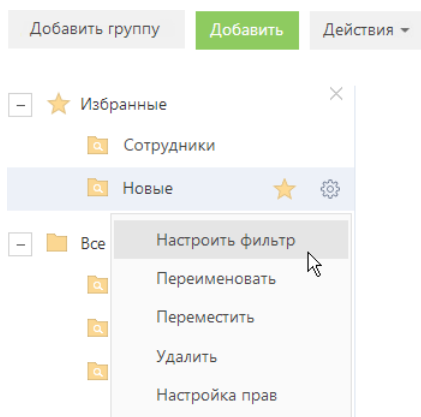 Добавить группу Добавить Действия
Избранные
Сотрудники
Новые
Все
Настроить фильтр
Переименовать
Переместить
Удалить
Настройка прав